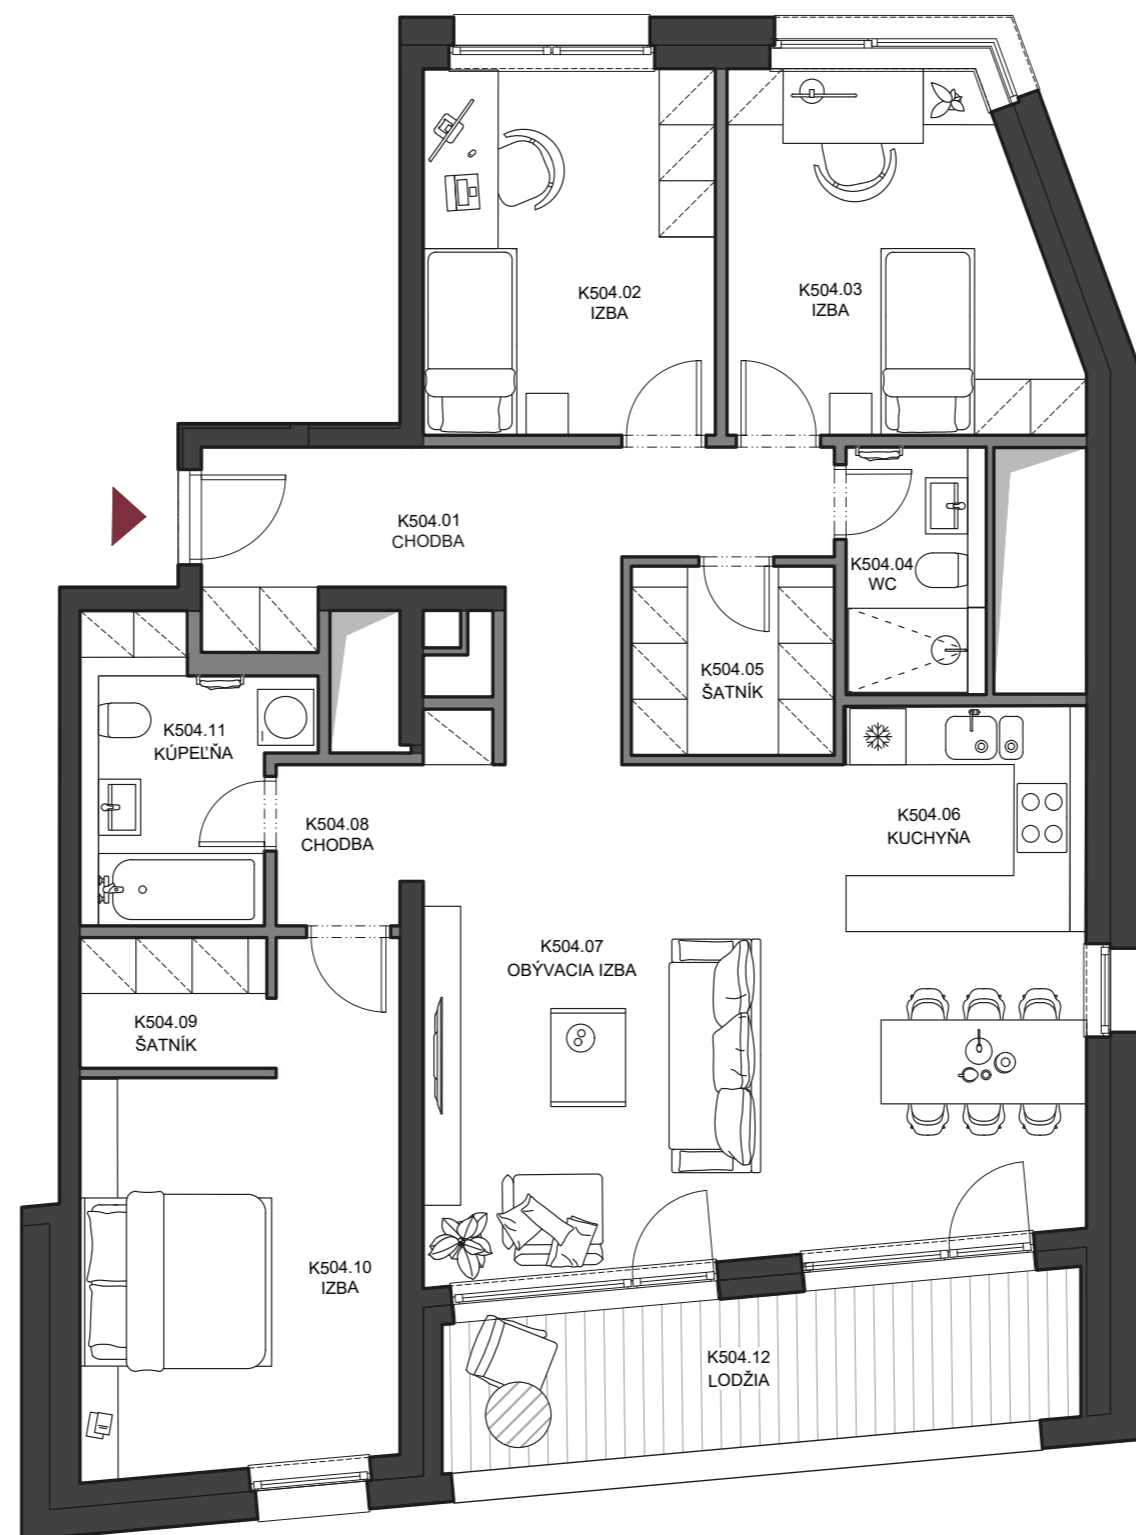 K504.02
IZBA
K504.03
IZBA
K504.01
CHODBA
K504.04
WC
K504.05
ŠATNÍK
K504.11
KÚPEĽŇA
K504.08
CHODBA
K504.06
KUCHYŇA
K504.07
OBÝVACIA IZBA
K504.09
ŠATNÍK
K504.10
IZBA
K504.12
LODŽIA